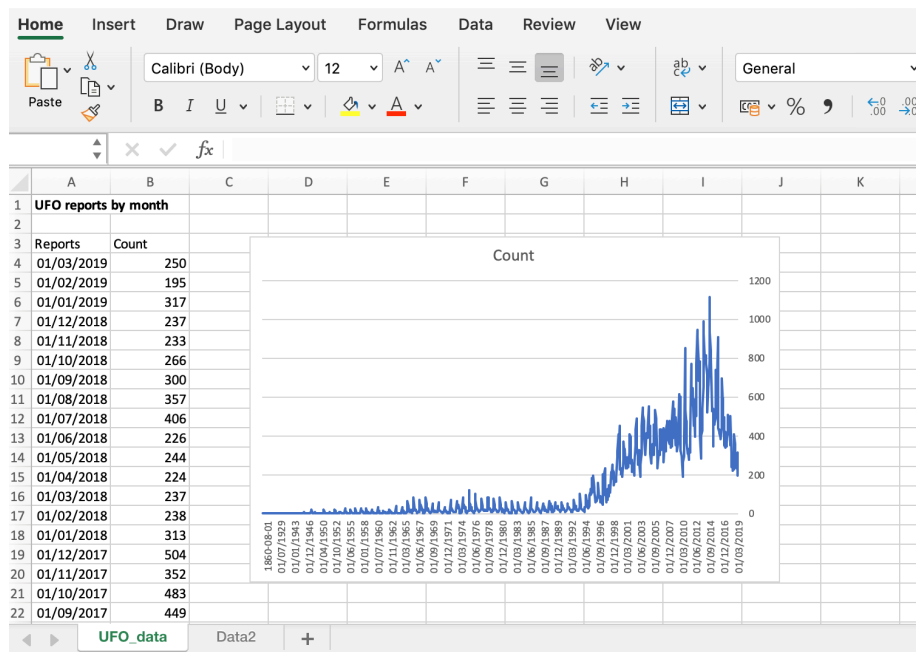 Home Insert Draw Page Layout Formulas Data Review View
Calibri (Body) 12 A A ab General
Paste B I U A % .00
fx
A B C D E F G H I J K
1 UFO reports by month
2
3 Reports Count
4 01/03/2019 250
5 01/02/2019 195
6 01/01/2019 317
7 01/12/2018 237
8 01/11/2018 233
9 01/10/2018 266
10 01/09/2018 300
11 01/08/2018 357
12 01/07/2018 406
13 01/06/2018 226
14 01/05/2018 244
15 01/04/2018 224
16 01/03/2018 237
17 01/02/2018 238
18 01/01/2018 313
19 01/12/2017 504
20 01/11/2017 352
21 01/10/2017 483
22 01/09/2017 449
Count
1200
1000
800
600
400
200
0
1860-08-01
01/07/1929
01/01/1943
01/12/1946
01/04/1950
01/10/1952
01/06/1955
01/01/1958
01/07/1960
01/11/1962
01/03/1965
01/06/1967
01/09/1969
01/12/1971
01/03/1974
01/06/1976
01/09/1978
01/12/1980
01/03/1983
01/06/1985
01/09/1987
01/12/1989
01/03/1992
01/06/1994
01/09/1996
01/12/1998
01/03/2001
01/06/2003
01/09/2005
01/12/2007
01/03/2010
01/06/2012
01/09/2014
01/12/2016
01/03/2019
UFO_data Data2 +